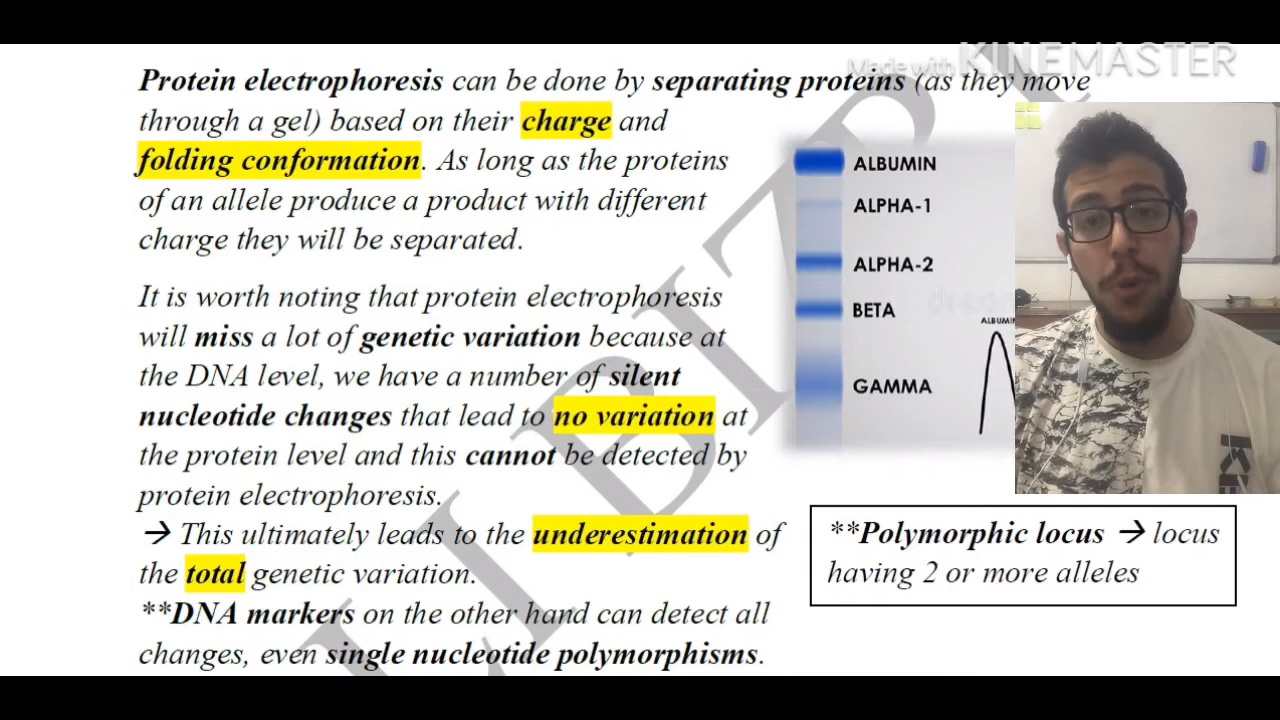 Made with KINEMASTER
Protein electrophoresis can be done by separating proteins (as they move
through a gel) based on their charge and
folding conformation. As long as the proteins
of an allele produce a product with different
charge they will be separated.
It is worth noting that protein electrophoresis
will miss a lot of genetic variation because at
the DNA level, we have a number of silent
nucleotide changes that lead to no variation at
the protein level and this cannot be detected by
protein electrophoresis.
→ This ultimately leads to the underestimation of
the total genetic variation.
**DNA markers on the other hand can detect all
changes, even single nucleotide polymorphisms.
ALBUMIN
ALPHA-1
ALPHA-2
BETA
GAMMA
**Polymorphic locus → locus
having 2 or more alleles